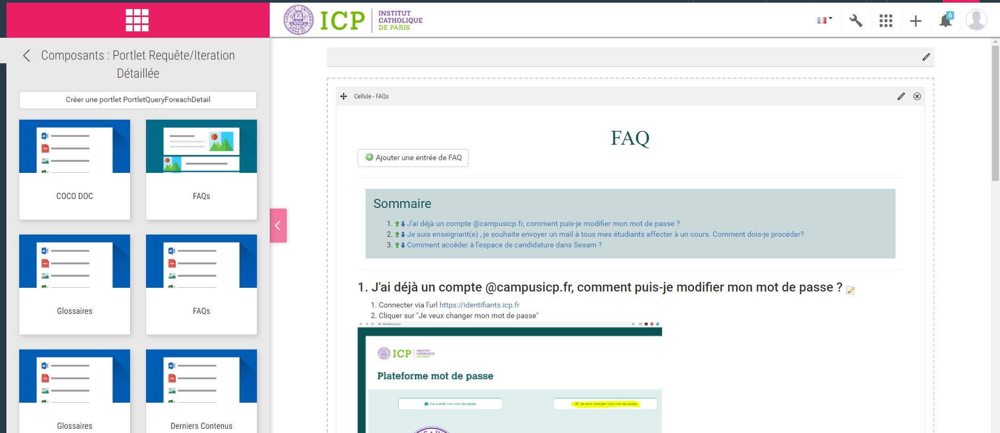 ICP INSTITUT
CATHOLIQUE
DE PARIS
6
Composants : Portlet Requête/Iteration
Détaillée
Créer une portlet PortletQueryForeachDetail
COCO DOC
FAQs
Glossaires
FAQs
Glossaires
Derniers Contenus
Cellule - FAQs
FAQ
Ajouter une entrée de FAQ
Sommaire
1. J'ai déjà un compte @campusicp.fr, comment puis-je modifier mon mot de passe ?
2. Je suis enseignant(e) , je souhaite envoyer un mail à tous mes étudiants affecter à un cours. Comment dois-je procéder?
3. Comment accéder à l'espace de candidature dans Sesam ?
1. J'ai déjà un compte @campusicp.fr, comment puis-je modifier mon mot de passe ?
1. Connecter via l'url https://identifiants.icp.fr
2. Cliquer sur "Je veux changer mon mot de passe"
ICP INSTITUT
CATHOLIQUE
DE PARIS
Plateforme mot de passe
J'ai oublié mon mot de passe
Je veux changer mon mot de passe